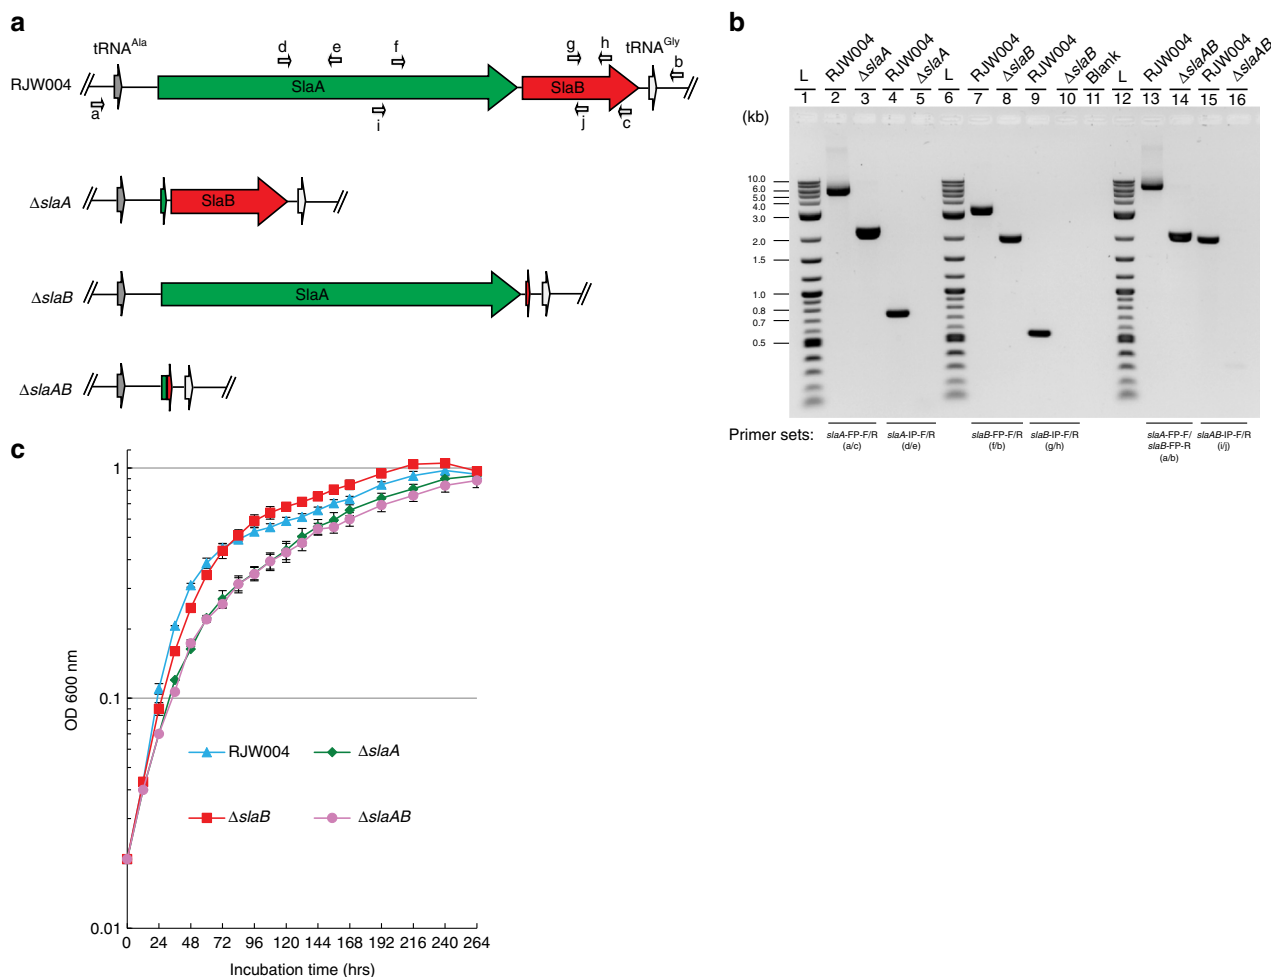 a
tRNA^Ala
d
e
f
g
h
tRNA^Gly
b
RJW004
SlaA
SlaB
a
i
j
c
ΔslaA
SlaB
ΔslaB
SlaA
ΔslaAB
b
L RJW004 ΔslaA RJW004 ΔslaA L RJW004 ΔslaB RJW004 ΔslaB Blank L RJW004 ΔslaAB RJW004 ΔslaAB
1 2 3 4 5 6 7 8 9 10 11 12 13 14 15 16
(kb)
10.0
6.0
5.0
4.0
3.0
2.0
1.5
1.0
0.8
0.7
0.5
Primer sets:
slaA-FP-F/R
(a/c)
slaA-IP-F/R
(d/e)
slaB-FP-F/R
(f/b)
slaB-IP-F/R
(g/h)
slaA-FP-F/
slaB-FP-R
(a/b)
slaAB-IP-F/R
(i/j)
c
1
0.1
0.01
OD 600 nm
RJW004
ΔslaA
ΔslaB
ΔslaAB
0 24 48 72 96 120 144 168 192 216 240 264
Incubation time (hrs)